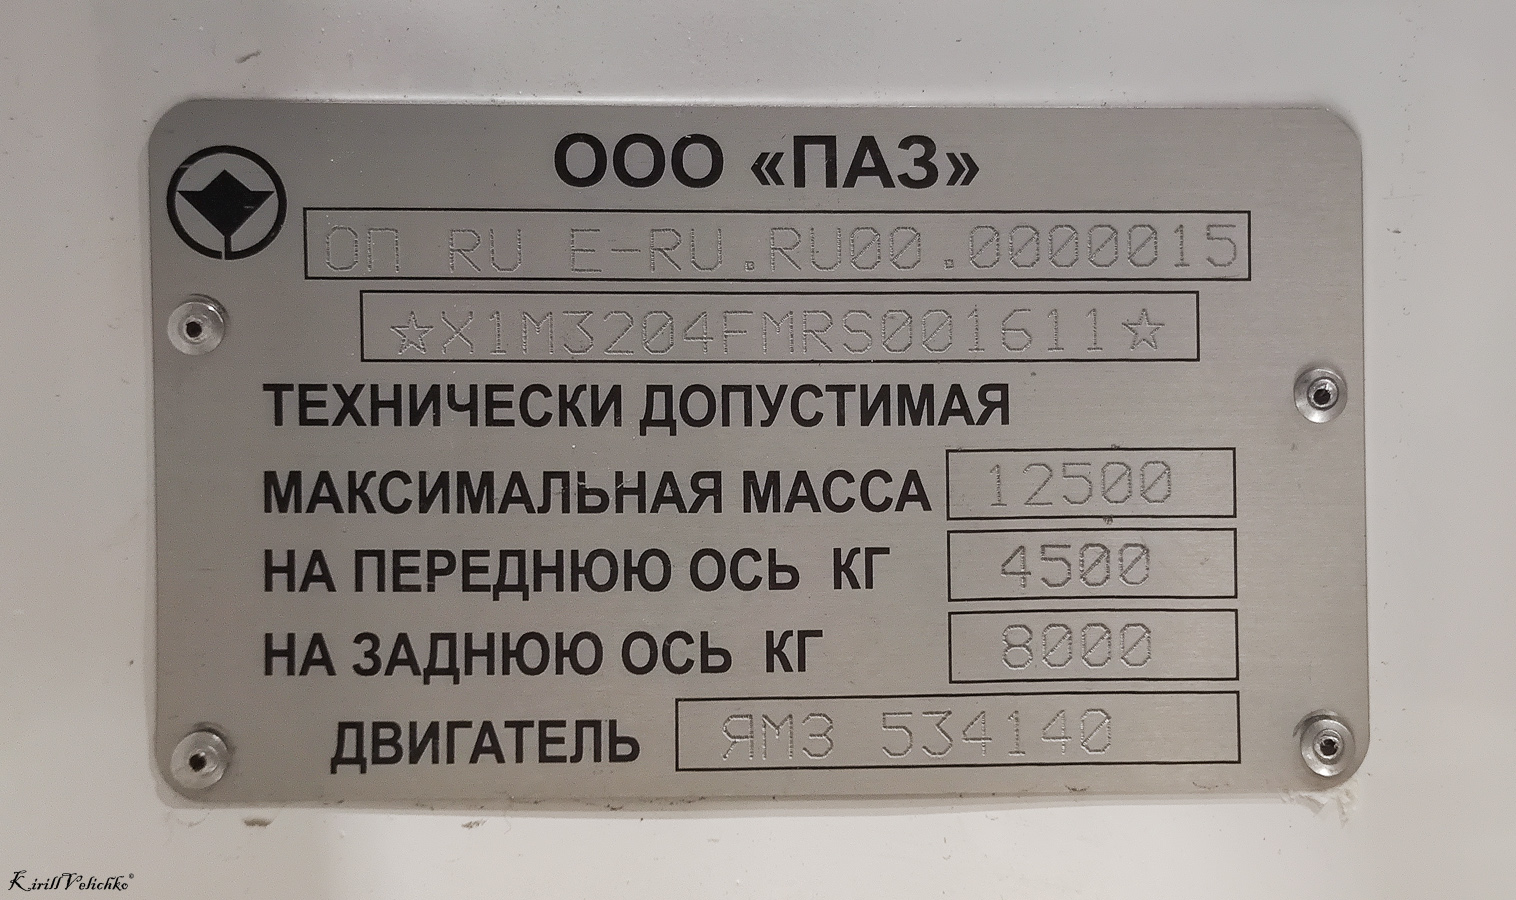 ООО «ПАЗ»
ОП RU E-RU.RU00.0000015
☆X1M3204FMRS001611☆
ТЕХНИЧЕСКИ ДОПУСТИМАЯ
МАКСИМАЛЬНАЯ МАССА 12500
НА ПЕРЕДНЮЮ ОСЬ КГ 4500
НА ЗАДНЮЮ ОСЬ КГ 8000
ДВИГАТЕЛЬ ЯМЗ 534140
KirillVelichko©